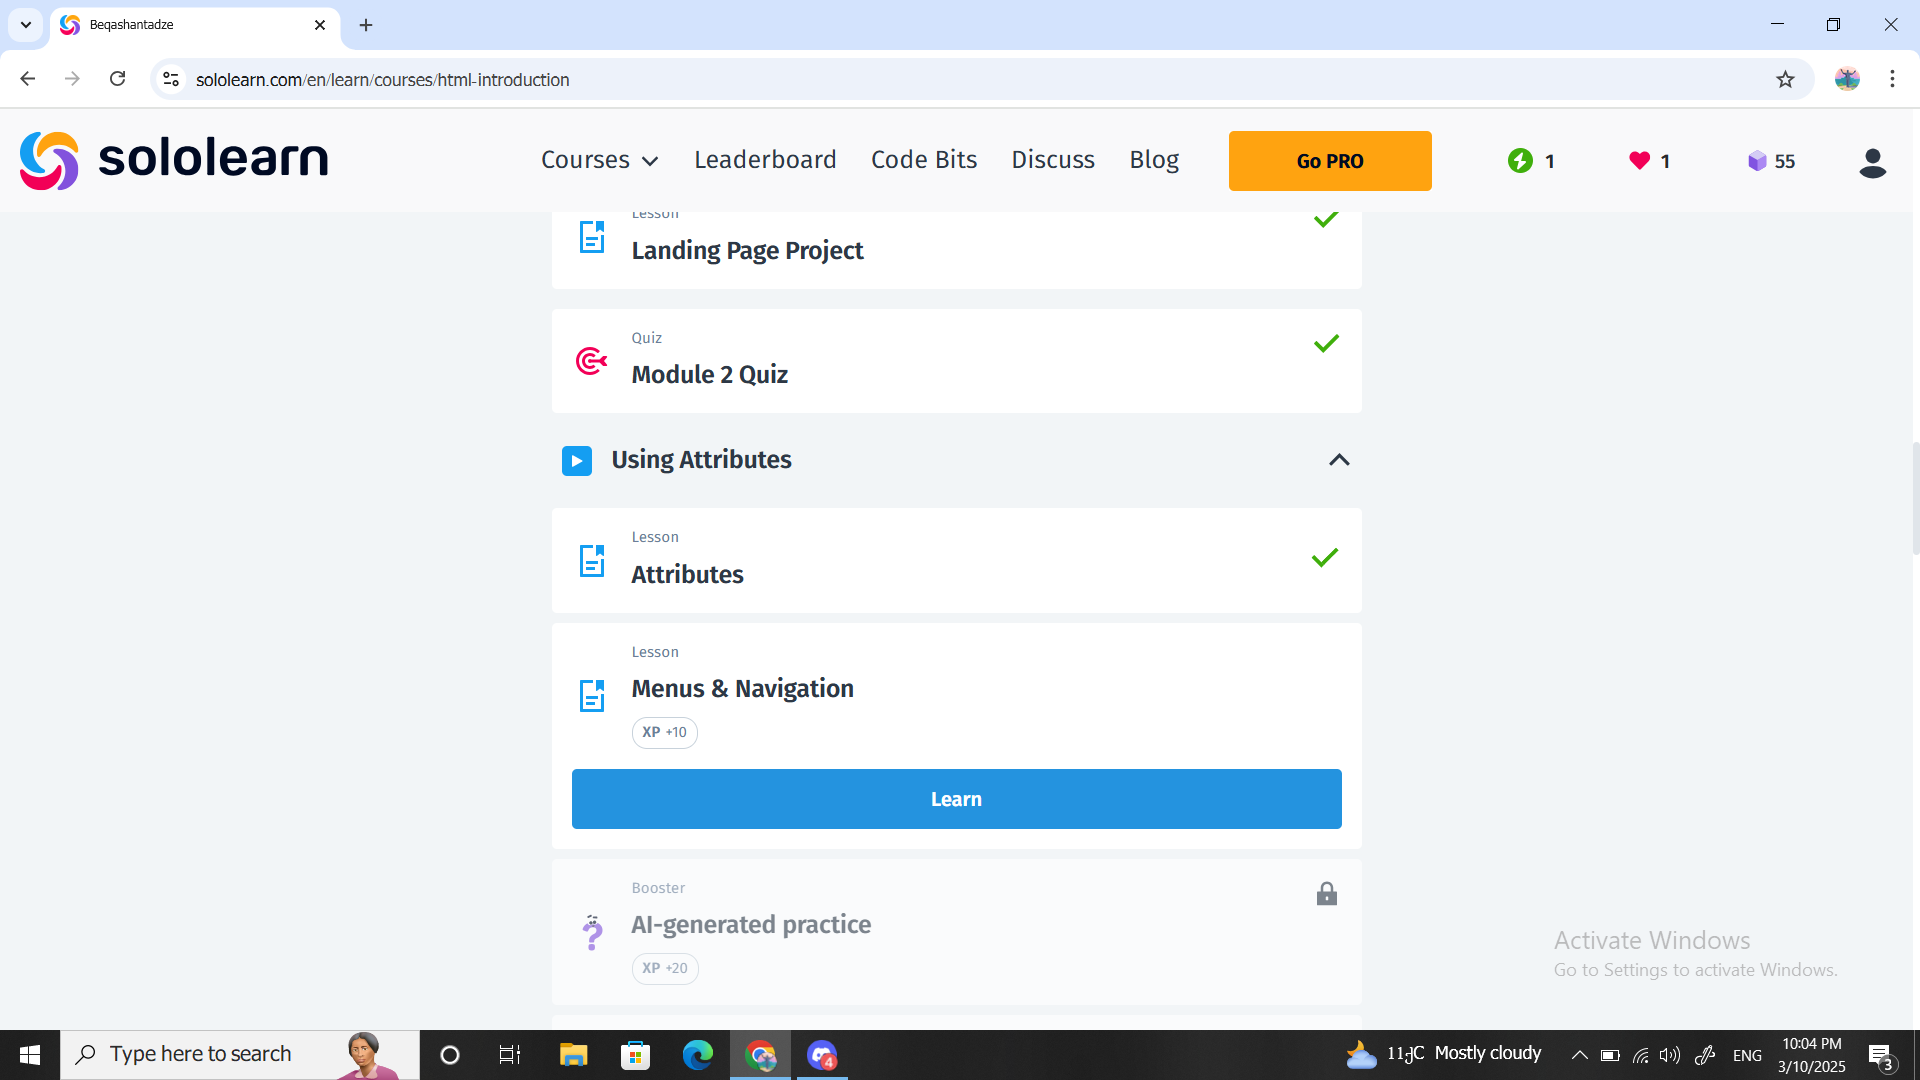 Beqashantadze
sololearn.com/en/learn/courses/html-introduction
sololearn
Courses Leaderboard Code Bits Discuss Blog Go PRO 1 1 55
Lesson
Landing Page Project
Quiz
Module 2 Quiz
Using Attributes
Lesson
Attributes
Lesson
Menus & Navigation
XP +10
Learn
Booster
AI-generated practice
XP +20
Activate Windows
Go to Settings to activate Windows.
Type here to search
4
11ქC Mostly cloudy
ENG
10:04 PM
3/10/2025
3